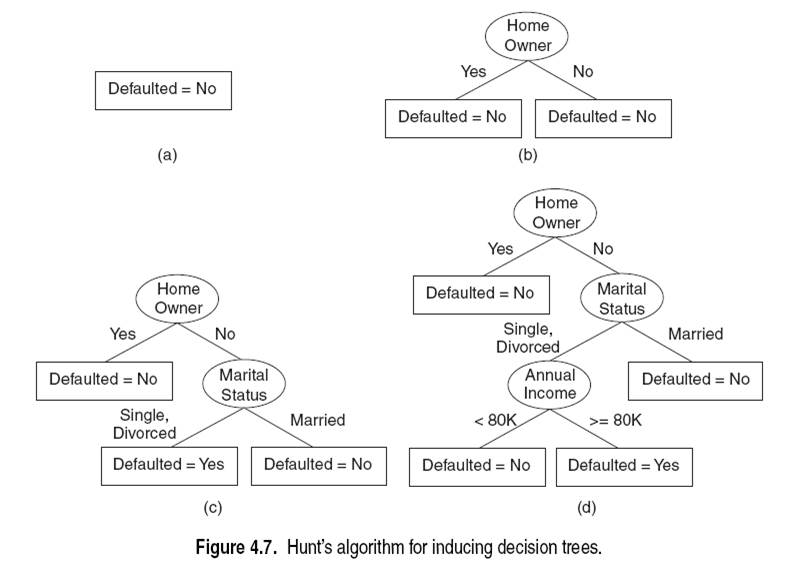 Defaulted = No
(a)
Home
Owner
Yes
No
Defaulted = No
Defaulted = No
(b)
Home
Owner
Yes
No
Defaulted = No
Marital
Status
Single,
Divorced
Married
Defaulted = Yes
Defaulted = No
(c)
Home
Owner
Yes
No
Defaulted = No
Marital
Status
Single,
Divorced
Married
Annual
Income
Defaulted = No
< 80K
>= 80K
Defaulted = No
Defaulted = Yes
(d)
Figure 4.7. Hunt's algorithm for inducing decision trees.